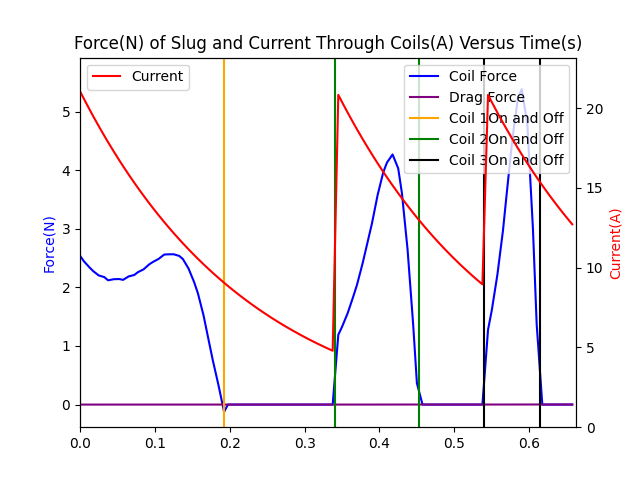 Force(N) of Slug and Current Through Coils(A) Versus Time(s)
Current
Coil Force
Drag Force
Coil 1On and Off
Coil 2On and Off
Coil 3On and Off
Force(N)
5
4
3
2
1
0
20
15
10
5
0
Current(A)
0.0 0.1 0.2 0.3 0.4 0.5 0.6